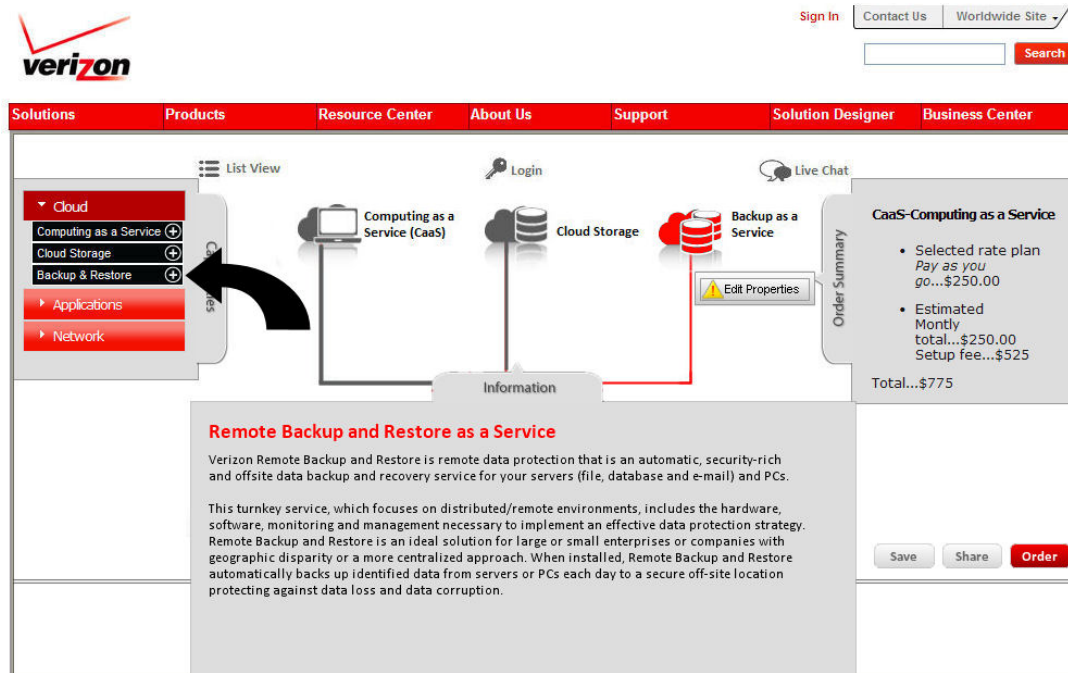 Sign In
Contact Us
Worldwide Site
verizon
Search
Solutions
Products
Resource Center
About Us
Support
Solution Designer
Business Center
List View
Login
Live Chat
Cloud
Computing as a Service
Cloud Storage
Backup & Restore
Applications
Network
Computing as a
Service (CaaS)
Cloud Storage
Backup as a
Service
Edit Properties
Order Summary
CaaS-Computing as a Service
• Selected rate plan
Pay as you
go...$250.00
• Estimated
Montly
total...$250.00
Setup fee...$525
Total...$775
Information
Remote Backup and Restore as a Service
Verizon Remote Backup and Restore is remote data protection that is an automatic, security-rich
and offsite data backup and recovery service for your servers (file, database and e-mail) and PCs.
This turnkey service, which focuses on distributed/remote environments, includes the hardware,
software, monitoring and management necessary to implement an effective data protection strategy.
Remote Backup and Restore is an ideal solution for large or small enterprises or companies with
geographic disparity or a more centralized approach. When installed, Remote Backup and Restore
automatically backs up identified data from servers or PCs each day to a secure off-site location
protecting against data loss and data corruption.
Save
Share
Order